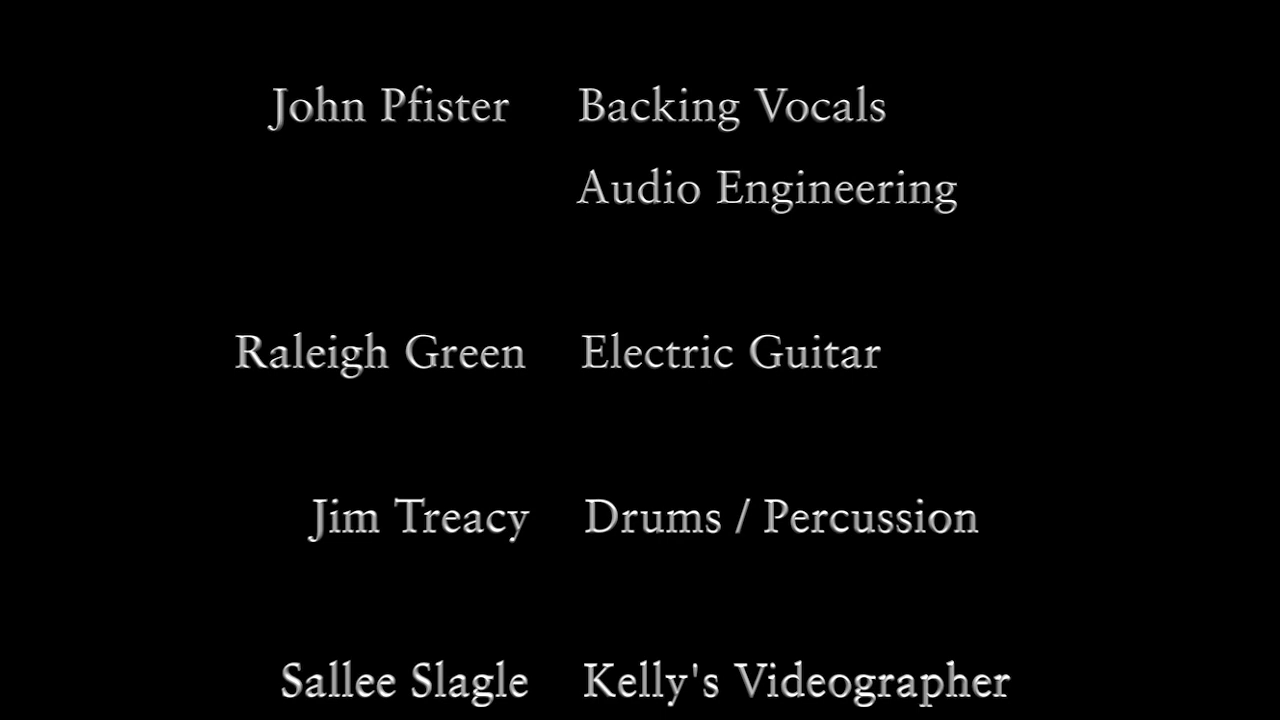 John Pfister Backing Vocals
Audio Engineering
Raleigh Green Electric Guitar
Jim Treacy Drums / Percussion
Sallee Slagle Kelly's Videographer